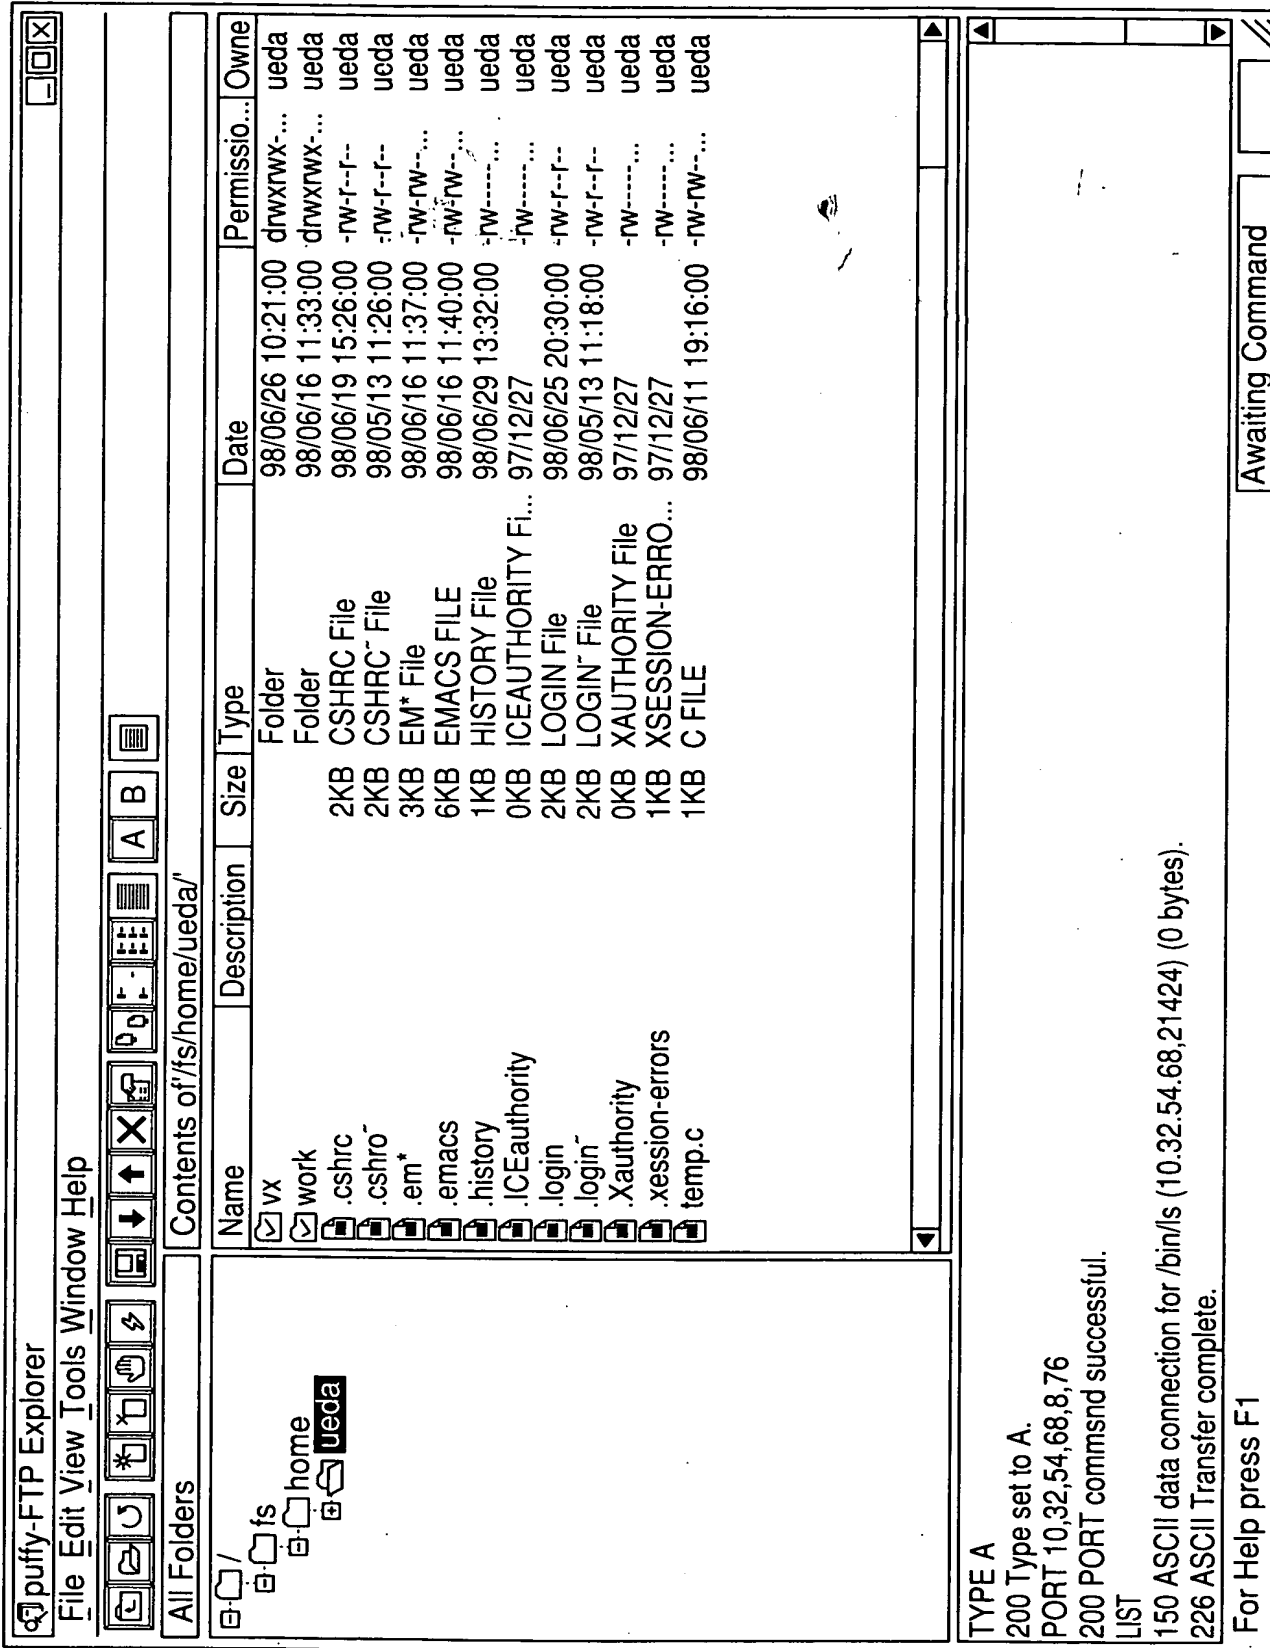 puffy-FTP Explorer
File Edit View Tools Window Help
A B
All Folders
Contents of'/fs/home/ueda/'
/
fs
home
ueda
Name Description Size Type Date Permissio... Owne
vx Folder 98/06/26 10:21:00 drwxrwx-... ueda
work Folder 98/06/16 11:33:00 drwxrwx-... ueda
.cshrc 2KB CSHRC File 98/06/19 15:26:00 -rw-r--r-- ueda
.cshro~ 2KB CSHRC~ File 98/05/13 11:26:00 -rw-r--r-- ueda
.em* 3KB EM* File 98/06/16 11:37:00 -rw-rw--... ueda
.emacs 6KB EMACS FILE 98/06/16 11:40:00 -rw-rw--... ueda
.history 1KB HISTORY File 98/06/29 13:32:00 -rw-----... ueda
.ICEauthority 0KB ICEAUTHORITY Fi... 97/12/27 -rw-----... ueda
.login 2KB LOGIN File 98/06/25 20:30:00 -rw-r--r-- ueda
.login~ 2KB LOGIN~ File 98/05/13 11:18:00 -rw-r--r-- ueda
.Xauthority 0KB XAUTHORITY File 97/12/27 -rw-----... ueda
.xession-errors 1KB XSESSION-ERRO... 97/12/27 -rw-----... ueda
temp.c 1KB C FILE 98/06/11 19:16:00 -rw-rw--... ueda
TYPE A
200 Type set to A.
PORT 10,32,54,68,8,76
200 PORT commsnd successful.
LIST
150 ASCII data connection for /bin/ls (10.32.54.68,21424) (0 bytes).
226 ASCII Transfer complete.
For Help press F1
Awaiting Command